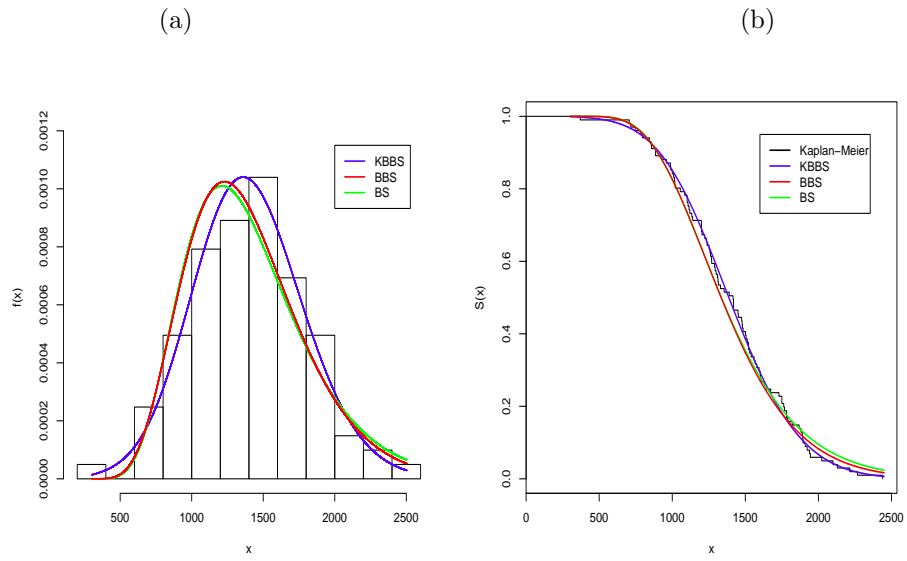 (a)
f(x)
0.0000
0.0002
0.0004
0.0006
0.0008
0.0010
0.0012
KBBS
BBS
BS
500
1000
1500
2000
2500
x
(b)
S(x)
0.0
0.2
0.4
0.6
0.8
1.0
Kaplan−Meier
KBBS
BBS
BS
0
500
1000
1500
2000
2500
x